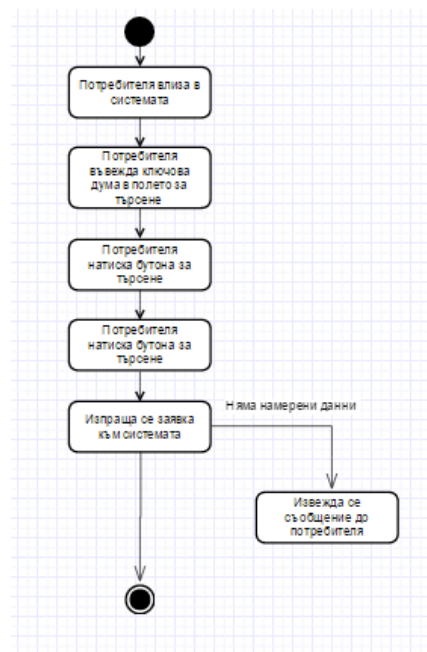 Потребителя влиза в
системата
Потребителя
въвежда ключова
дума в полето за
търсене
Потребителя
натиска бутона за
търсене
Потребителя
натиска бутона за
търсене
Изпраща се заявка
към системата
Няма намерени данни
Извежда се
съобщение до
потребителя